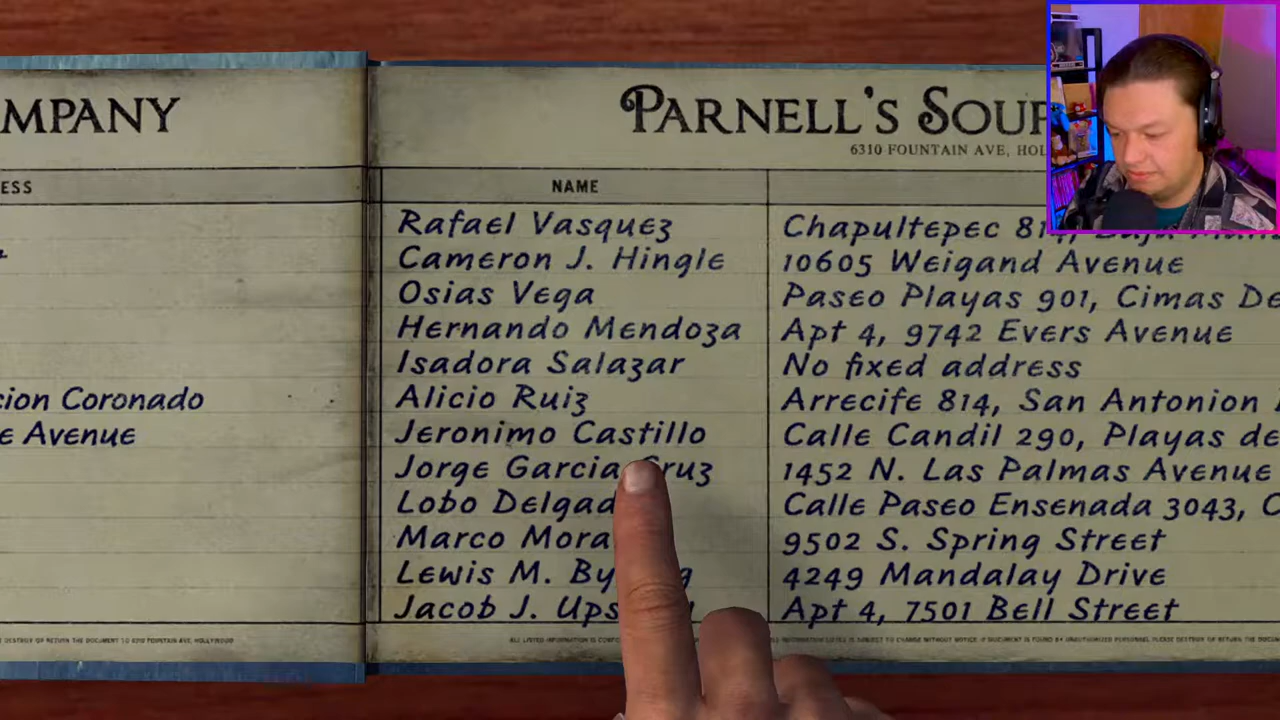 MPANY
ESS
cion Coronado
e Avenue
PARNELL'S SOUP
6310 FOUNTAIN AVE,
NAME
Rafael Vasquez Chapultepec
Cameron J. Hingle 10605 Weigand Avenue
Osias Vega Paseo Playas 901, Cimas De
Hernando Mendoza Apt 4, 9742 Evers Avenue
Isadora Salazar No fixed address
Alicio Ruiz Arrecife 814, San Antonion
Jeronimo Castillo Calle Candil 290, Playas de
Jorge Garcia Cruz 1452 N. Las Palmas Avenue
Lobo Delgad Calle Paseo Ensenada 3043, C
Marco Mora 9502 S. Spring Street
Lewis M. 4249 Mandalay Drive
Jacob J. Ups Apt 4, 7501 Bell Street